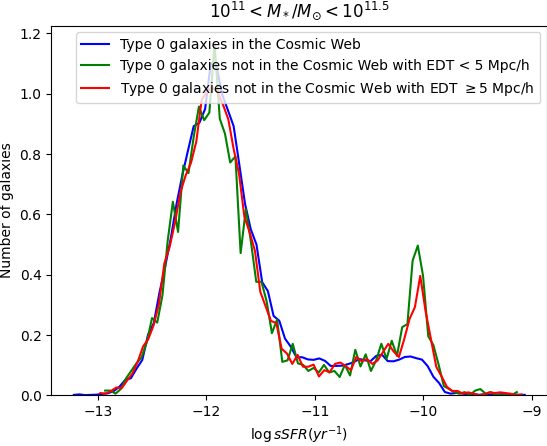 10^11 < M_*/M_⊙ < 10^11.5
Type 0 galaxies in the Cosmic Web
Type 0 galaxies not in the Cosmic Web with EDT < 5 Mpc/h
Type 0 galaxies not in the Cosmic Web with EDT ≥ 5 Mpc/h
Number of galaxies
1.2
1.0
0.8
0.6
0.4
0.2
0.0
−13 −12 −11 −10 −9
log sSFR(yr^−1)